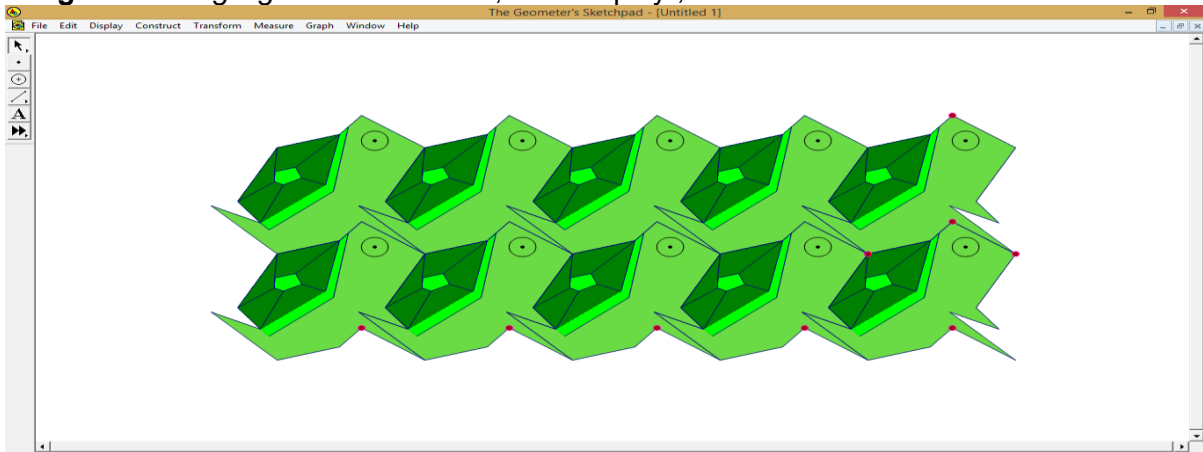 The Geometer's Sketchpad - [Untitled 1]
File Edit Display Construct Transform Measure Graph Window Help
A